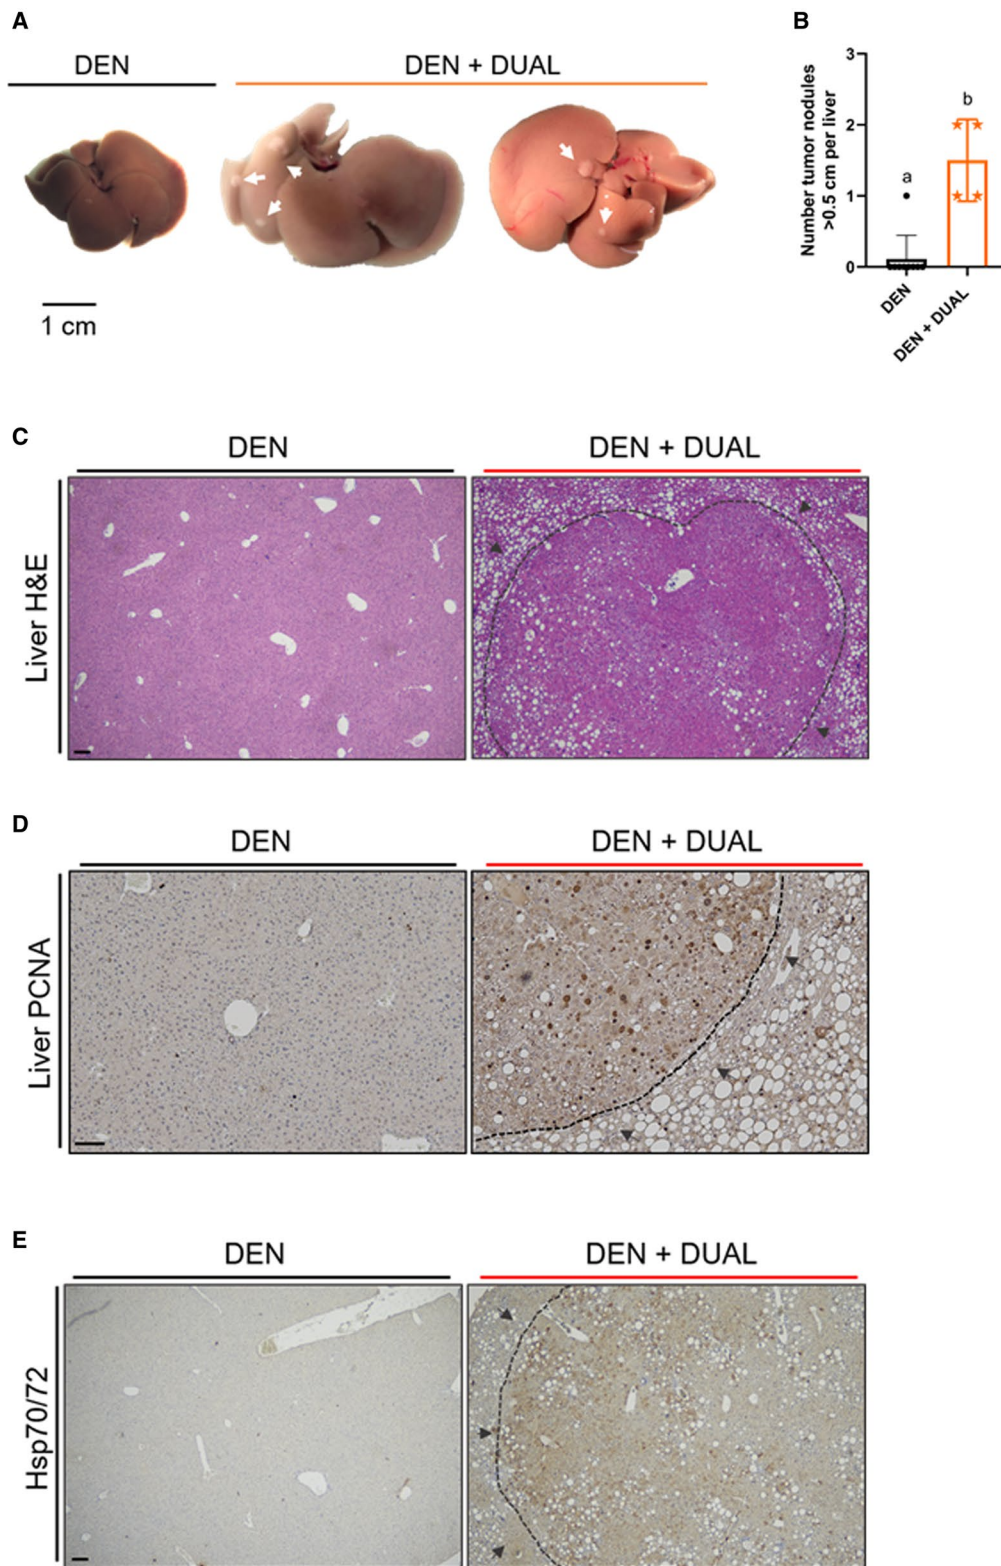 A
DEN
DEN + DUAL
1 cm
B
Number tumor nodules
>0.5 cm per liver
3
2
1
0
a
b
DEN
DEN + DUAL
C
DEN
DEN + DUAL
Liver H&E
D
DEN
DEN + DUAL
Liver PCNA
E
DEN
DEN + DUAL
Hsp70/72